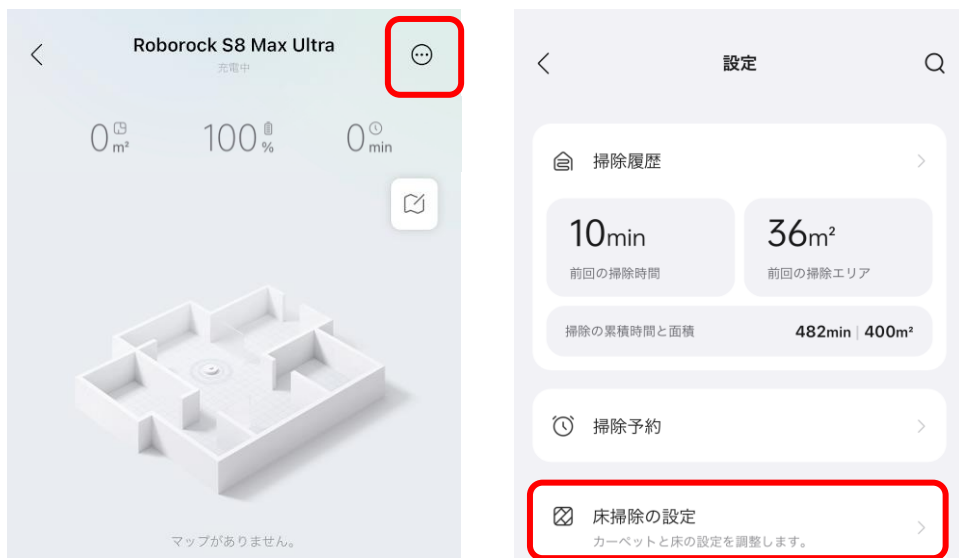 Roborock S8 Max Ultra
充電中
0 m²
100 %
0 min
マップがありません。
設定
掃除履歴
10min
前回の掃除時間
36m²
前回の掃除エリア
掃除の累積時間と面積 482min | 400m²
掃除予約
床掃除の設定
カーペットと床の設定を調整します。